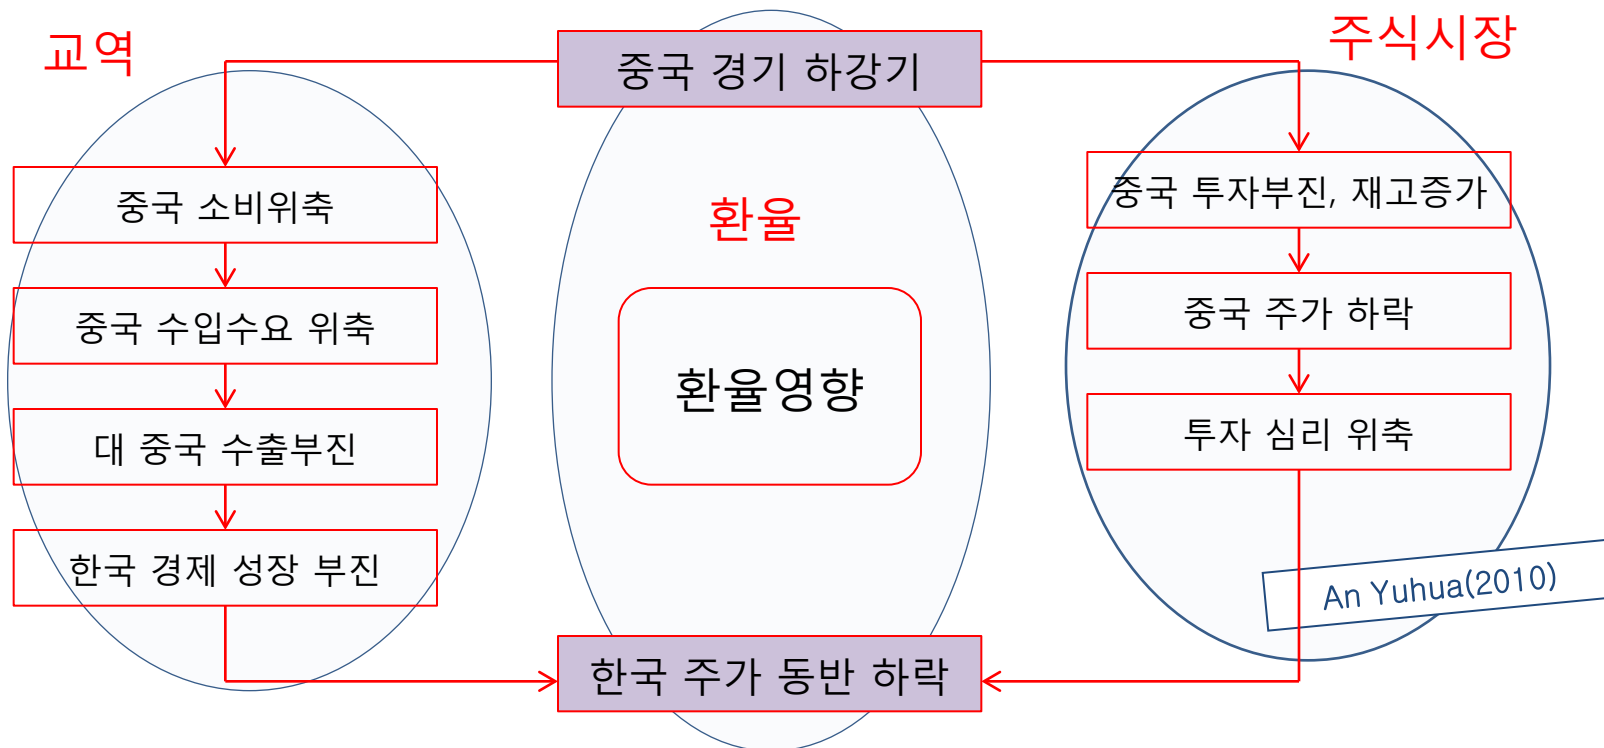 교역
중국 경기 하강기
주식시장
중국 소비위축
중국 수입수요 위축
대 중국 수출부진
한국 경제 성장 부진
환율
환율영향
중국 투자부진, 재고증가
중국 주가 하락
투자 심리 위축
An Yuhua(2010)
한국 주가 동반 하락